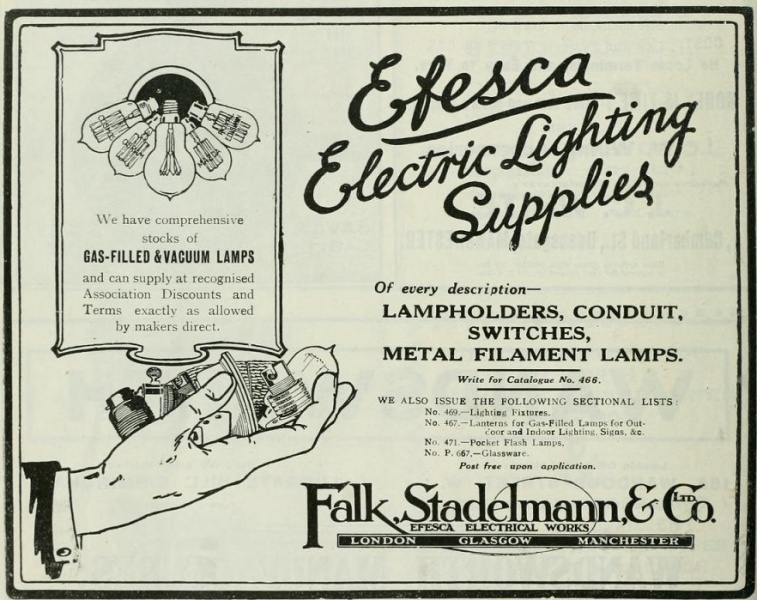 Efesca
Electric Lighting
Supplies
We have comprehensive
stocks of
GAS-FILLED & VACUUM LAMPS
and can supply at recognised
Association Discounts and
Terms exactly as allowed
by makers direct.
Of every description—
LAMPHOLDERS, CONDUIT,
SWITCHES,
METAL FILAMENT LAMPS.
Write for Catalogue No. 466.
WE ALSO ISSUE THE FOLLOWING SECTIONAL LISTS:
No. 469.—Lighting Fixtures.
No. 467.—Lanterns for Gas-Filled Lamps for Out-
door and Indoor Lighting, Signs, &c.
No. 471.—Pocket Flash Lamps.
No. P. 667.—Glassware.
Post free upon application.
Falk, Stadelmann, & Co. LTD.
EFESCA ELECTRICAL WORKS
LONDON GLASGOW MANCHESTER